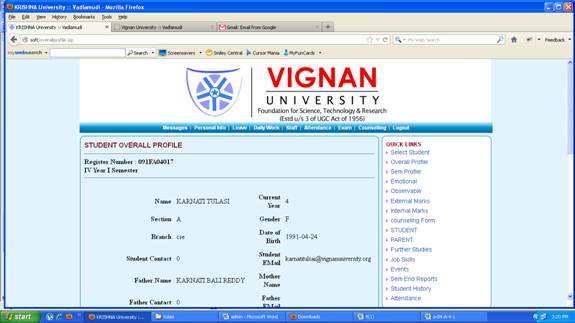 KRISHNA University :: Vadlamudi - Mozilla Firefox
File Edit View History Bookmarks Tools Help
KRISHNA University :: Vadlamudi
Vignan University :: Vadlamudi
Gmail: Email from Google
soft/overallprofile.jsp
My Web Search
Feedback
mywebsearch
Search
Screensavers
Smiley Central
Cursor Mania
MyFunCards
VIGNAN
UNIVERSITY
Foundation for Science, Technology & Research
(Estd u/s 3 of UGC Act of 1956)
Messages | Personal Info | Leave | Daily Work | Staff | Attendance | Exam | Counselling | Logout
STUDENT OVERALL PROFILE
Register Number : 091FA04017
IV Year I Semester
Name KARNATI TULASI Current Year 4
Section A Gender F
Branch cse Date of Birth 1991-04-24
Student Contact 0 Student EMail karnatitulsai@vignanuniversity.org
Father Name KARNATI BALI REDDY Mother Name
Father Contact 0 Father EMail
QUICK LINKS
Select Student
Overall Profile
Sem Profile
Emotional
Observable
External Marks
Internal Marks
counseling Form
STUDENT
PARENT
Further Studies
Job Skills
Events
Sem End Reports
Student History
Attendance
start
KRISHNA University :...
tulasi
admin - Microsoft Word
Downloads
4(1)
3:20 PM